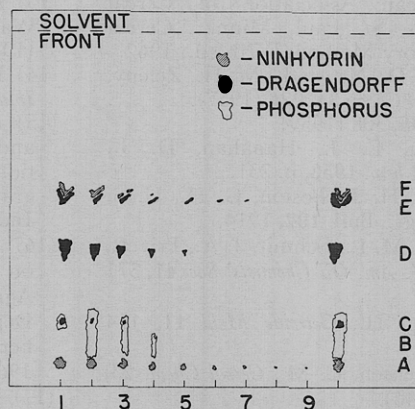 SOLVENT
FRONT
– NINHYDRIN
– DRAGENDORFF
– PHOSPHORUS
F
E
D
C
B
A
1 3 5 7 9